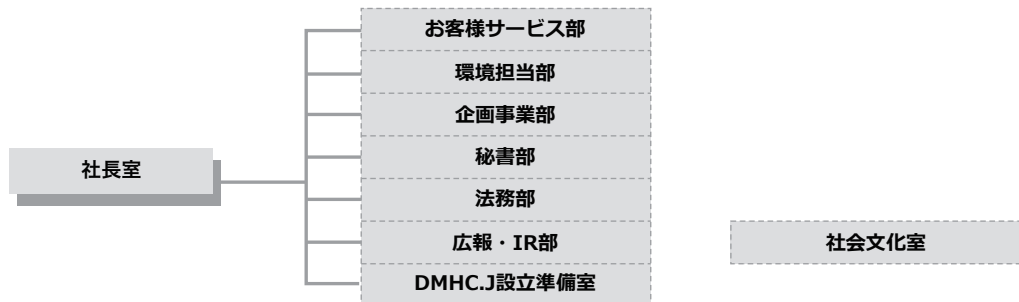 社長室
お客様サービス部
環境担当部
企画事業部
秘書部
法務部
広報・IR部
DMHC.J設立準備室
社会文化室